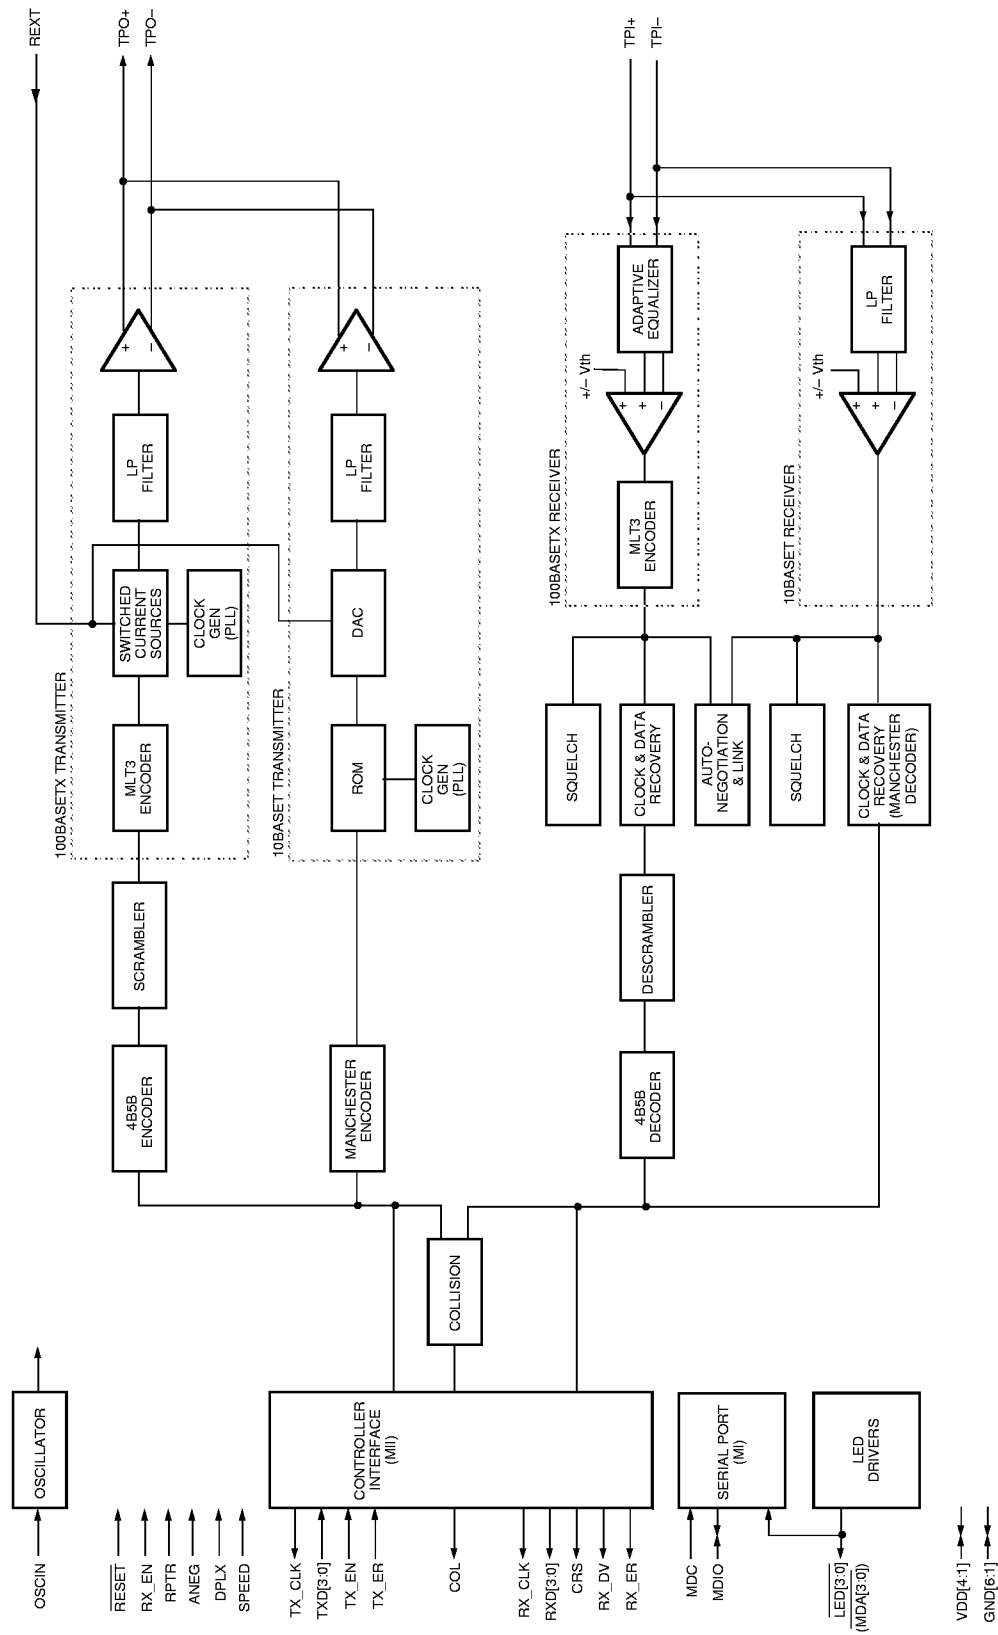 OSCIN
OSCILLATOR
REXT
TPO+
TPO–
100BASETX TRANSMITTER
4B5B
ENCODER
SCRAMBLER
MLT3
ENCODER
SWITCHED
CURRENT
SOURCES
LP
FILTER
+
–
CLOCK
GEN
(PLL)
10BASET TRANSMITTER
MANCHESTER
ENCODER
ROM
DAC
LP
FILTER
+
–
CLOCK
GEN
(PLL)
RESET
RX_EN
RPTR
ANEG
DPLX
SPEED
TX_CLK
TXD[3:0]
TX_EN
TX_ER
COL
RX_CLK
RXD[3:0]
CRS
RX_DV
RX_ER
CONTROLLER
INTERFACE
(MII)
COLLISION
TPI+
TPI–
100BASETX RECEIVER
SQUELCH
+/– Vth
4B5B
DECODER
DESCRAMBLER
CLOCK & DATA
RECOVERY
MLT3
ENCODER
+
+
–
ADAPTIVE
EQUALIZER
AUTO-
NEGOTIATION
& LINK
10BASET RECEIVER
SQUELCH
+/– Vth
CLOCK & DATA
RECOVERY
(MANCHESTER
DECODER)
+
+
–
LP
FILTER
MDC
MDIO
SERIAL PORT
(MI)
LED[3:0]
(MDA[3:0])
LED
DRIVERS
VDD[4:1]
GND[6:1]